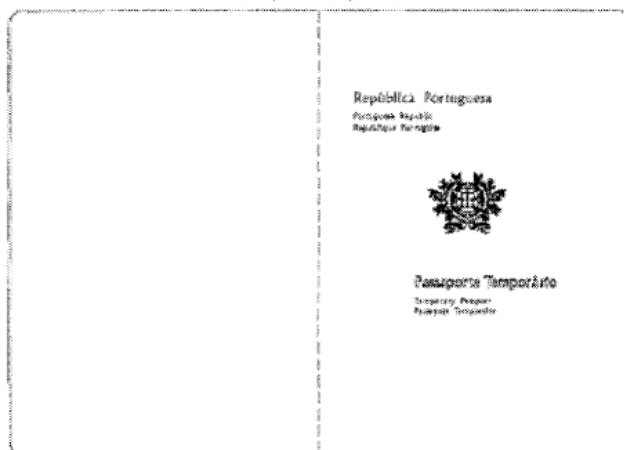 República Portuguesa
Portuguese Republic
République Portugaise
Passaporte Temporário
Temporary Passport
Passeport Temporaire